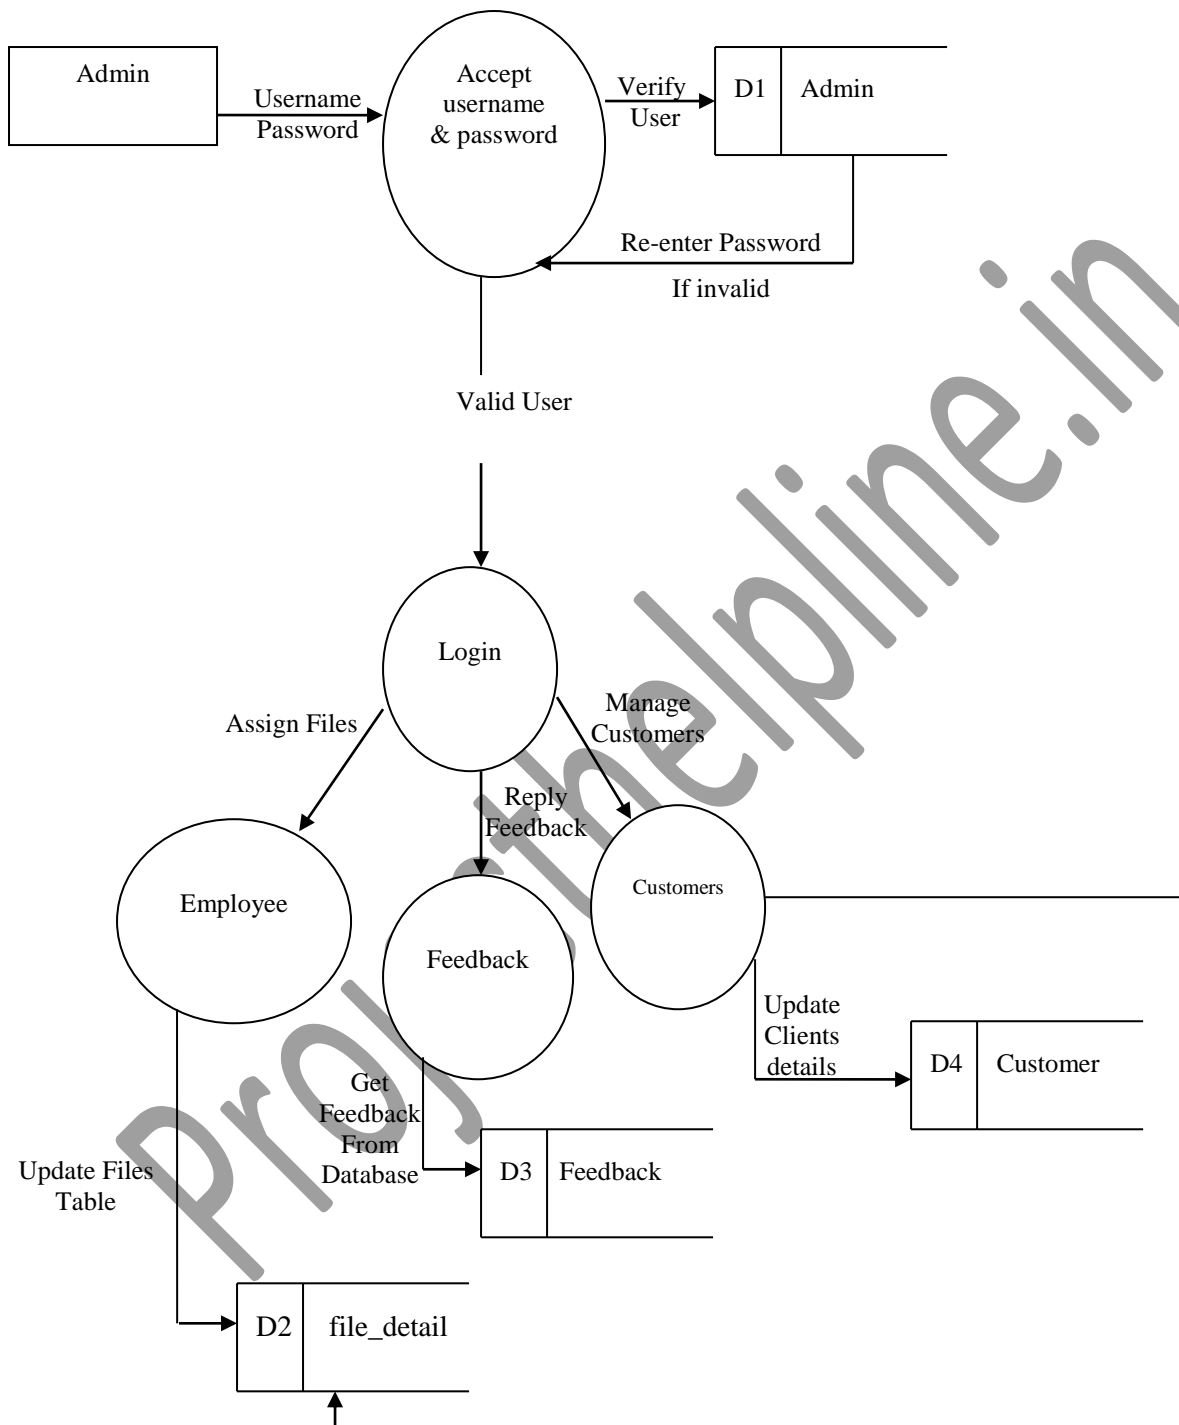 Admin
Username
Password
Accept
username
& password
Verify
User
D1 Admin
Re-enter Password
If invalid
Valid User
Login
Assign Files
Manage
Customers
Reply
Feedback
Employee
Feedback
Customers
Update
Clients
details
D4 Customer
Get
Feedback
From
Database
D3 Feedback
Update Files
Table
D2 file_detail
Projecthelpline.in